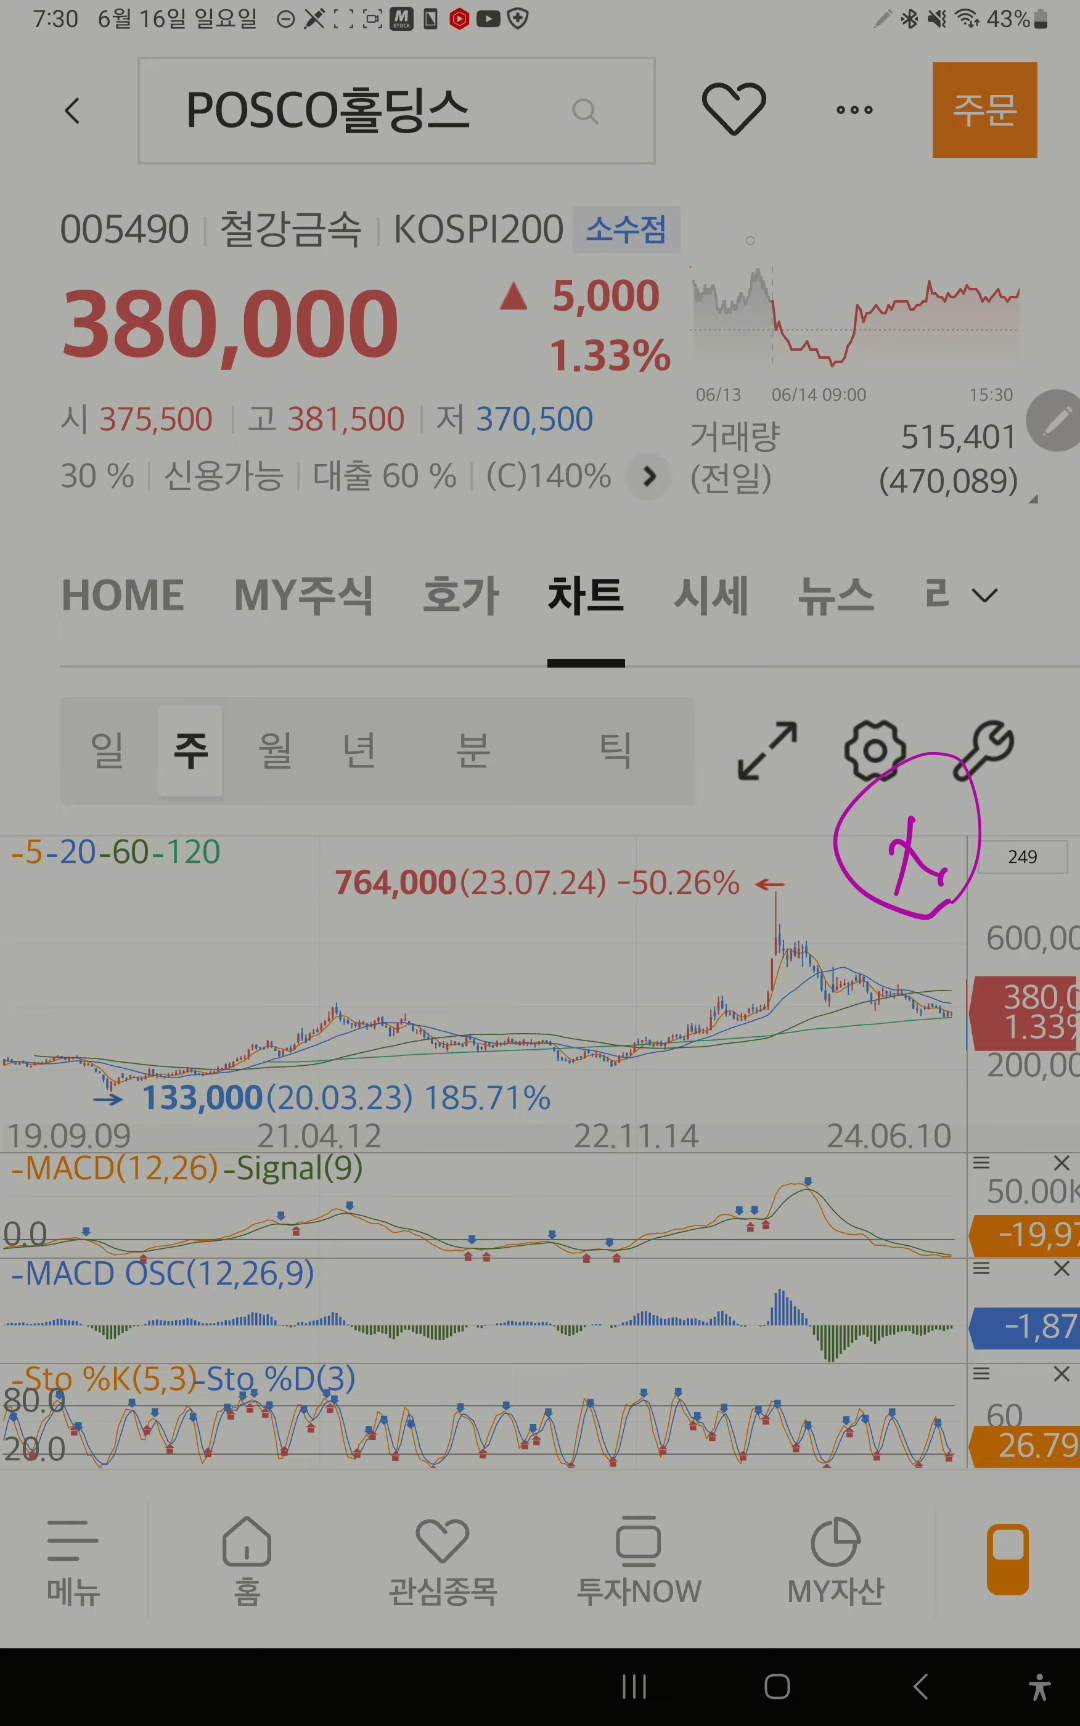 7:30 6월 16일 일요일 43%
POSCO홀딩스
주문
005490 철강금속 KOSPI200 소수점
380,000 ▲ 5,000
1.33%
06/13 06/14 09:00 15:30
시 375,500 고 381,500 저 370,500
거래량 515,401
30 % 신용가능 대출 60 % (C)140%
(전일) (470,089)
HOME MY주식 호가 차트 시세 뉴스
일 주 월 년 분 틱
-5-20-60-120
249
764,000(23.07.24) -50.26% ←
600,00
380,0
1.33%
200,00
→ 133,000(20.03.23) 185.71%
19.09.09 21.04.12 22.11.14 24.06.10
-MACD(12,26)-Signal(9)
50.00K
0.0
-19,97
-MACD OSC(12,26,9)
-1,87
-Sto %K(5,3)-Sto %D(3)
80.0
60
20.0
26.79
메뉴 홈 관심종목 투자NOW MY자산